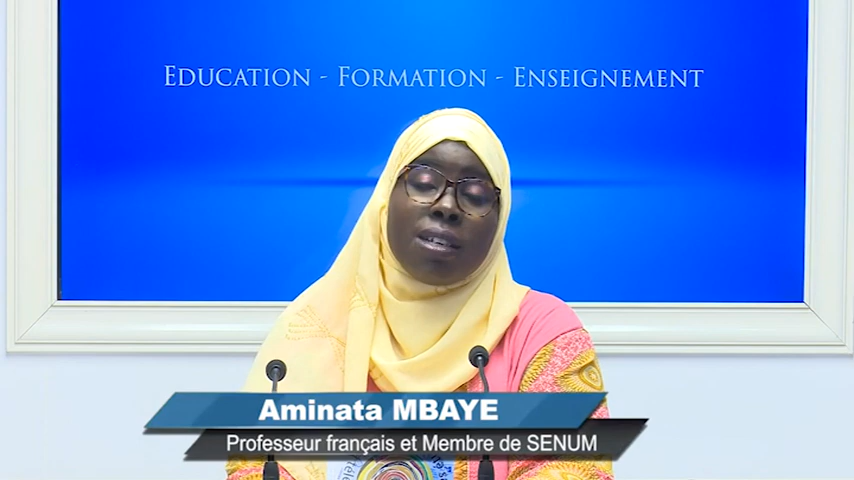 EDUCATION - FORMATION - ENSEIGNEMENT
Aminata MBAYE
Professeur français et Membre de SENUM